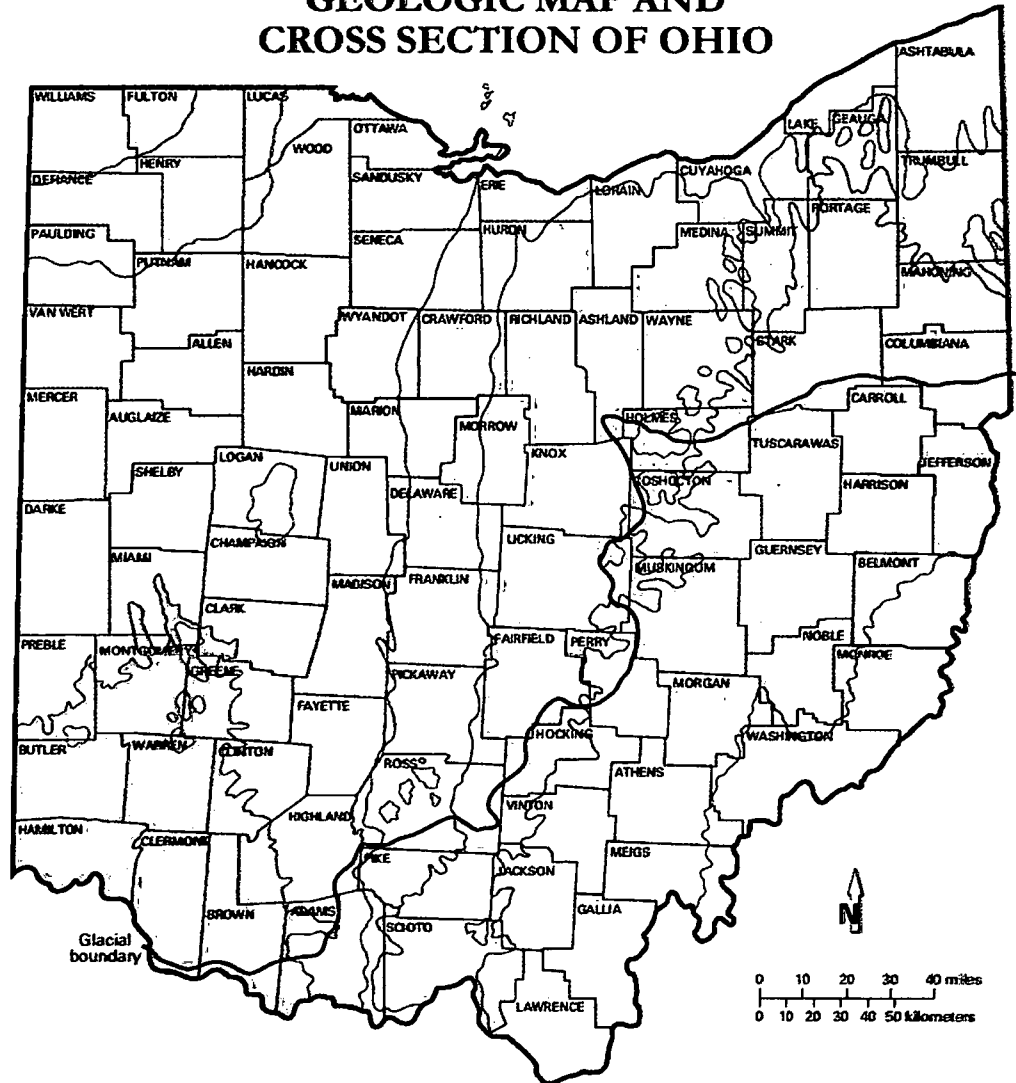 GEOLOGIC MAP AND
CROSS SECTION OF OHIO
ASHTABULA
WILLIAMS
FULTON
LUCAS
OTTAWA
LAKE
GEAUGA
WOOD
HENRY
TRUMBULL
DEFIANCE
SANDUSKY
ERIE
LORAIN
CUYAHOGA
PORTAGE
PAULDING
SENECA
HURON
MEDINA
SUMMIT
PUTNAM
HANCOCK
MAHONING
VAN WERT
WYANDOT
CRAWFORD
RICHLAND
ASHLAND
WAYNE
ALLEN
STARK
COLUMBIANA
HARDIN
MERCER
AUGLAIZE
MARION
MORROW
HOLMES
CARROLL
TUSCARAWAS
LOGAN
UNION
KNOX
JEFFERSON
SHELBY
DELAWARE
COSHOCTON
HARRISON
DARKE
CHAMPAIGN
LICKING
GUERNSEY
MIAMI
MADISON
FRANKLIN
MUSKINGUM
BELMONT
CLARK
PREBLE
MONTGOMERY
FAIRFIELD
PERRY
NOBLE
MONROE
GREENE
PICKAWAY
MORGAN
FAYETTE
BUTLER
WARREN
CLINTON
HOCKING
WASHINGTON
ROSS
ATHENS
HIGHLAND
VINTON
HAMILTON
CLERMONT
PIKE
JACKSON
MEIGS
BROWN
ADAMS
SCIOTO
GALLIA
N
Glacial
boundary
0 10 20 30 40 miles
0 10 20 30 40 50 kilometers
LAWRENCE